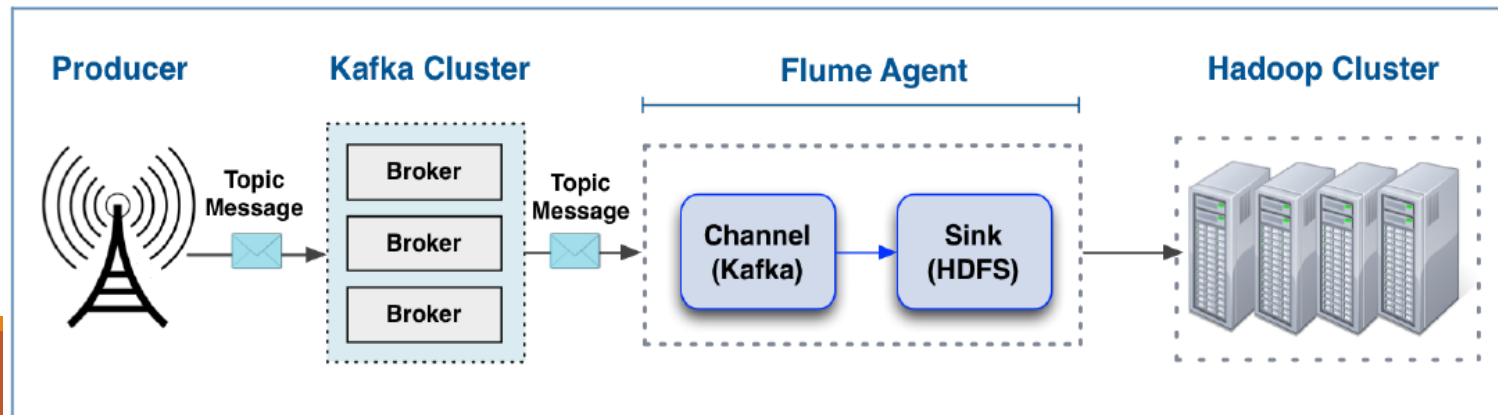 Producer
Kafka Cluster
Flume Agent
Hadoop Cluster
Topic
Message
Broker
Broker
Broker
Topic
Message
Channel
(Kafka)
Sink
(HDFS)